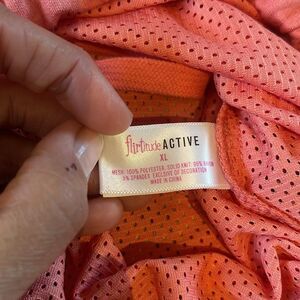 flirtitude ACTIVE
XL
MESH: 100% POLYESTER, SOLID KNIT: 95% RAYON
5% SPANDEX EXCLUSIVE OF DECORATION
MADE IN CHINA